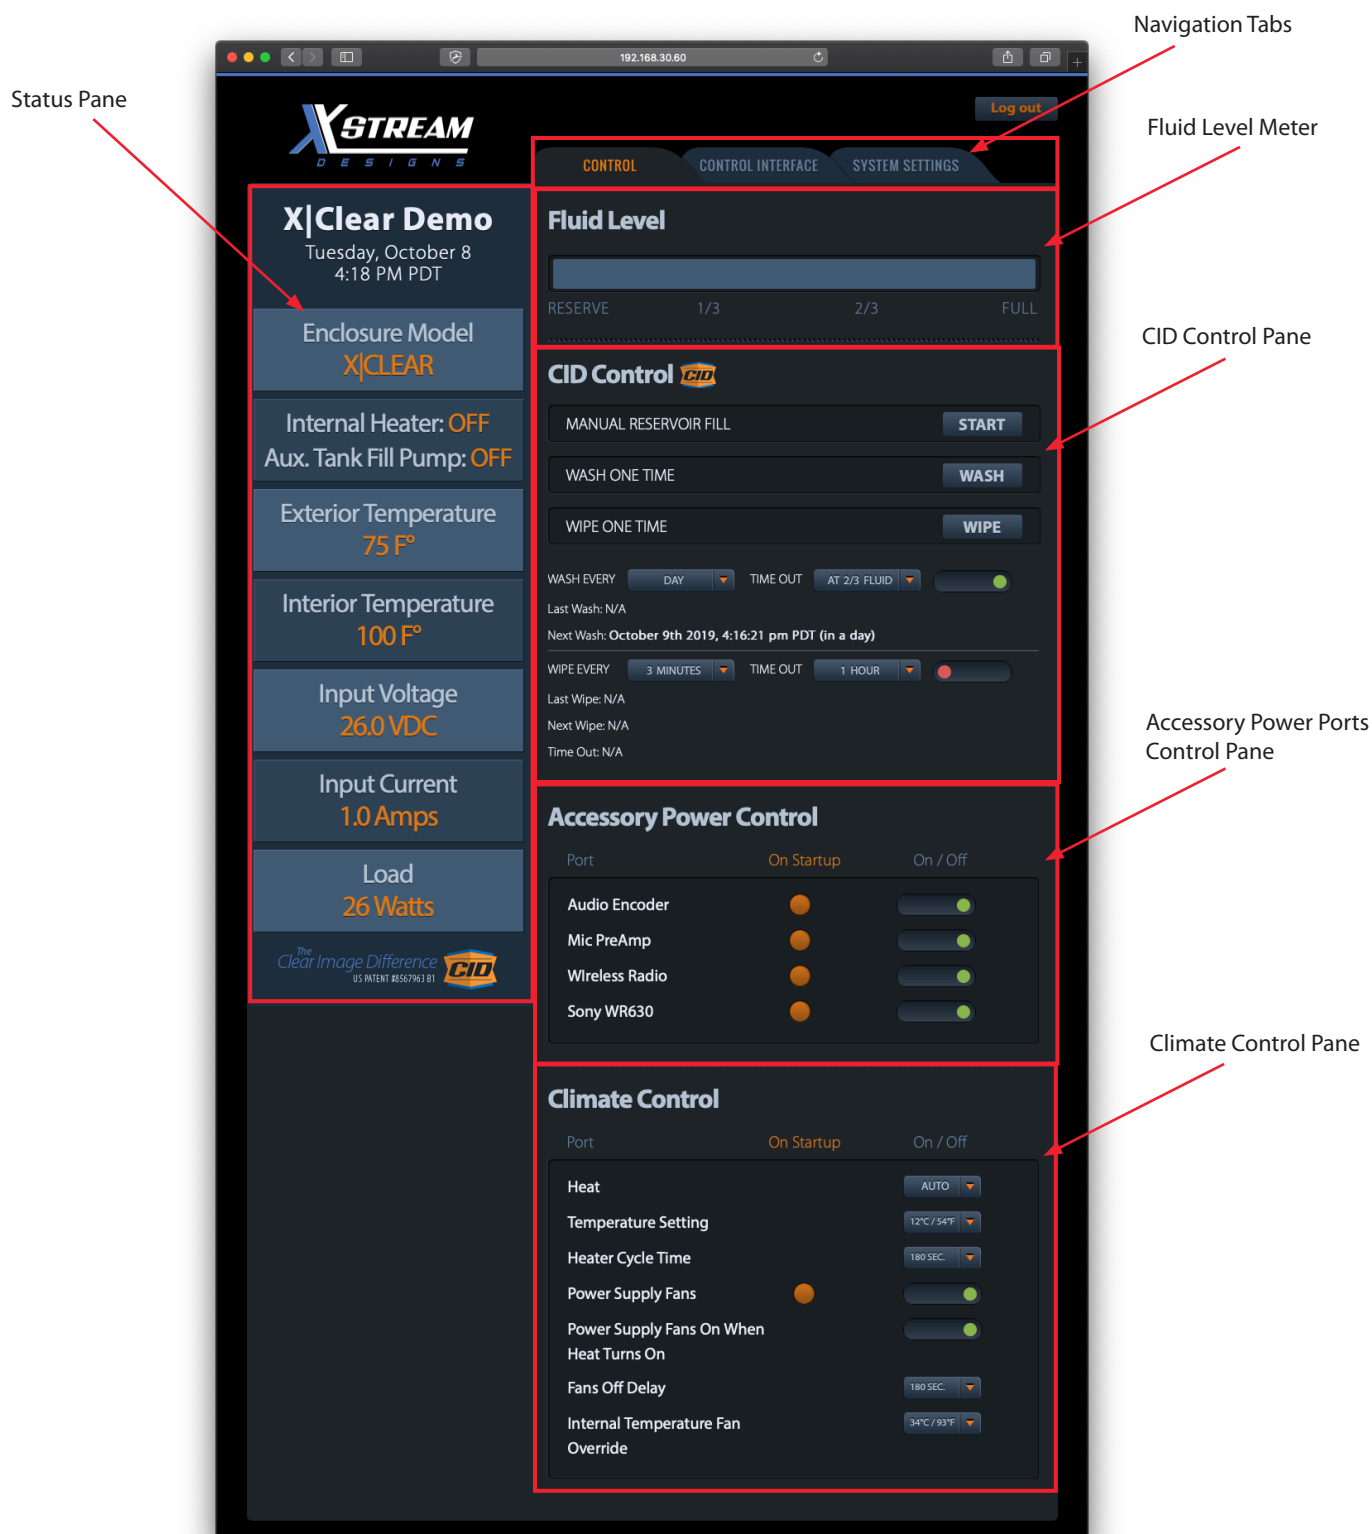 Navigation Tabs
192.168.30.60
Status Pane
Log out
XSTREAM
DESIGNS
Fluid Level Meter
CONTROL
CONTROL INTERFACE
SYSTEM SETTINGS
X|Clear Demo
Tuesday, October 8
4:18 PM PDT
Enclosure Model
X|CLEAR
Internal Heater: OFF
Aux. Tank Fill Pump: OFF
Exterior Temperature
75 F°
Interior Temperature
100 F°
Input Voltage
26.0 VDC
Input Current
1.0 Amps
Load
26 Watts
The
Clear Image Difference
US PATENT #8567963 B1
CID
Fluid Level
RESERVE 1/3 2/3 FULL
CID Control Pane
CID Control CID
MANUAL RESERVOIR FILL START
WASH ONE TIME WASH
WIPE ONE TIME WIPE
WASH EVERY DAY TIME OUT AT 2/3 FLUID
Last Wash: N/A
Next Wash: October 9th 2019, 4:16:21 pm PDT (in a day)
WIPE EVERY 3 MINUTES TIME OUT 1 HOUR
Last Wipe: N/A
Next Wipe: N/A
Time Out: N/A
Accessory Power Ports
Control Pane
Accessory Power Control
Port On Startup On / Off
Audio Encoder
Mic PreAmp
WIreless Radio
Sony WR630
Climate Control Pane
Climate Control
Port On Startup On / Off
Heat AUTO
Temperature Setting 12°C / 54°F
Heater Cycle Time 180 SEC.
Power Supply Fans
Power Supply Fans On When
Heat Turns On
Fans Off Delay 180 SEC.
Internal Temperature Fan 34°C / 93°F
Override